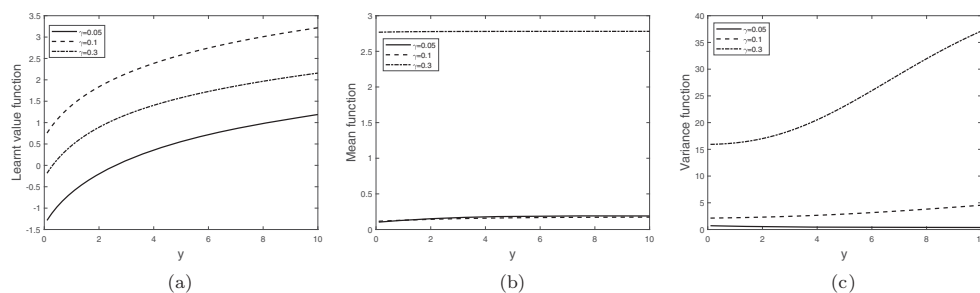 3.5
3
2.5
2
1.5
1
0.5
0
-0.5
-1
-1.5
Learnt value function
γ=0.05
γ=0.1
γ=0.3
0 2 4 6 8 10
y
(a)
3
2.5
2
1.5
1
0.5
0
Mean function
γ=0.05
γ=0.1
γ=0.3
0 2 4 6 8 10
y
(b)
40
35
30
25
20
15
10
5
0
Variance function
γ=0.05
γ=0.1
γ=0.3
0 2 4 6 8 10
y
(c)